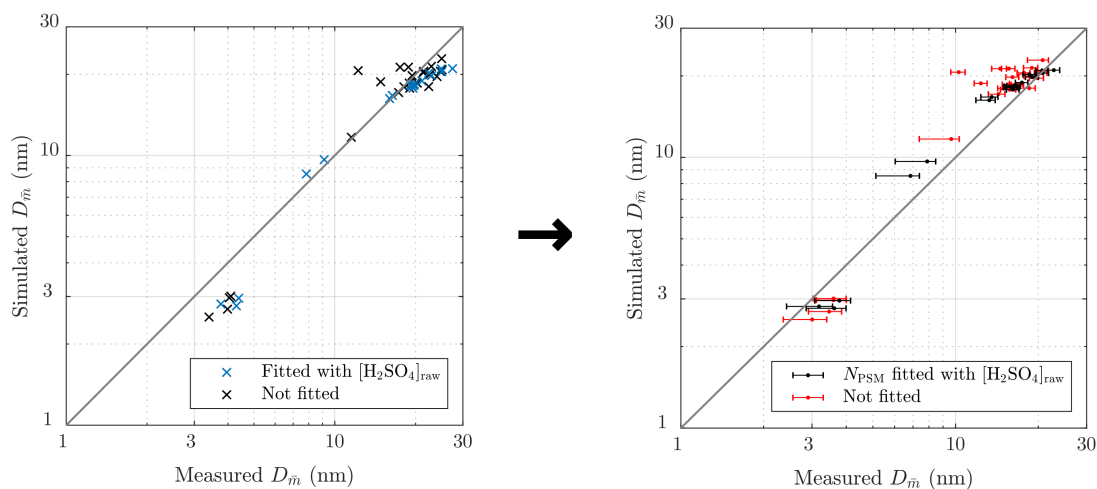 30
10
3
1
1
3
10
30
Simulated D_m̄ (nm)
Measured D_m̄ (nm)
Fitted with [H₂SO₄]raw
Not fitted
30
10
3
1
1
3
10
30
Simulated D_m̄ (nm)
Measured D_m̄ (nm)
N_PSM fitted with [H₂SO₄]raw
Not fitted